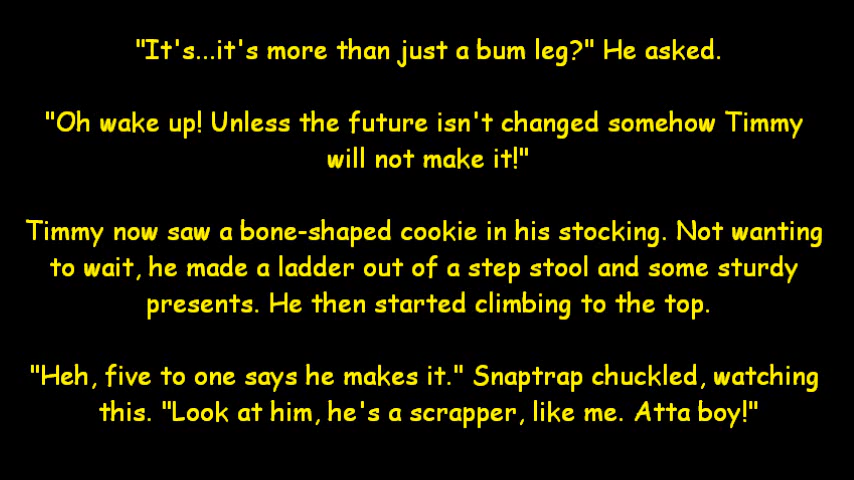 "It's...it's more than just a bum leg?" He asked.
"Oh wake up! Unless the future isn't changed somehow Timmy
will not make it!"
Timmy now saw a bone-shaped cookie in his stocking. Not wanting
to wait, he made a ladder out of a step stool and some sturdy
presents. He then started climbing to the top.
"Heh, five to one says he makes it." Snaptrap chuckled, watching
this. "Look at him, he's a scrapper, like me. Atta boy!"